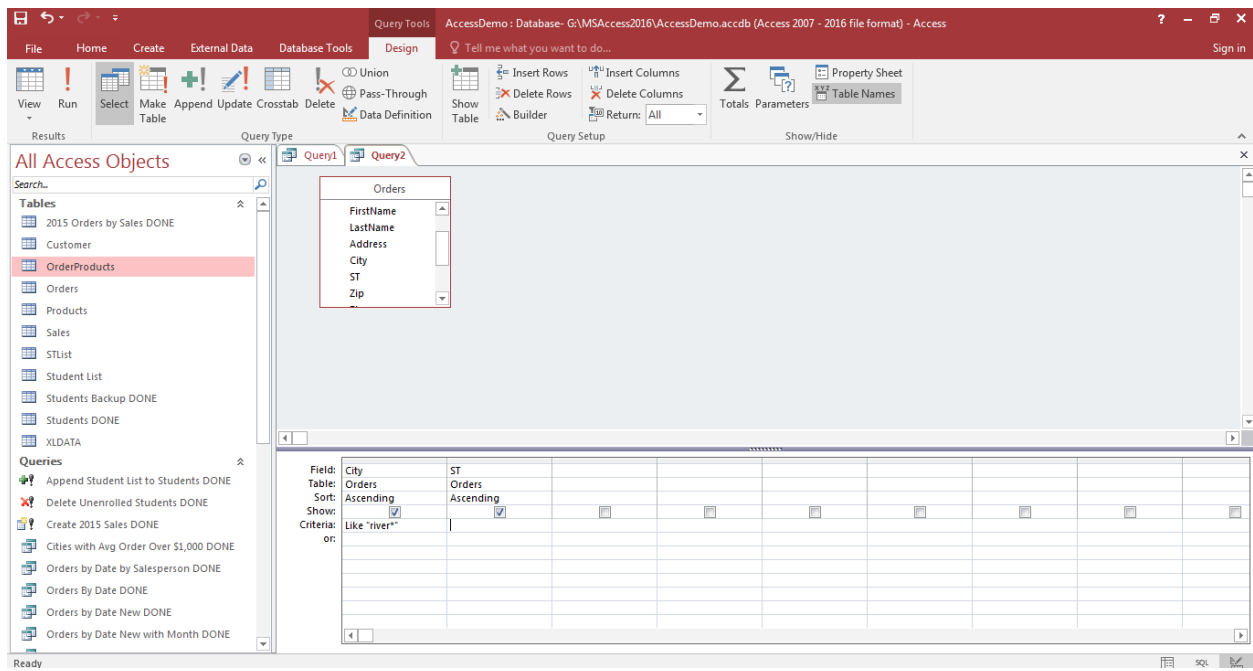 Query Tools AccessDemo : Database- G:\MSAccess2016\AccessDemo.accdb (Access 2007 - 2016 file format) - Access ?
File Home Create External Data Database Tools Design Tell me what you want to do... Sign in
View Run Select Make Table Append Update Crosstab Delete
Union
Pass-Through
Data Definition
Show Table
Insert Rows
Delete Rows
Builder
Insert Columns
Delete Columns
Return: All
Totals Parameters
Property Sheet
Table Names
Results Query Type Query Setup Show/Hide
All Access Objects
Search...
Tables
2015 Orders by Sales DONE
Customer
OrderProducts
Orders
Products
Sales
STList
Student List
Students Backup DONE
Students DONE
XLDATA
Queries
Append Student List to Students DONE
Delete Unenrolled Students DONE
Create 2015 Sales DONE
Cities with Avg Order Over $1,000 DONE
Orders by Date by Salesperson DONE
Orders By Date DONE
Orders by Date New DONE
Orders by Date New with Month DONE
Query1 Query2
Orders
FirstName
LastName
Address
City
ST
Zip
Field: City ST
Table: Orders Orders
Sort: Ascending Ascending
Show:
Criteria: Like "river*"
or:
Ready SQL